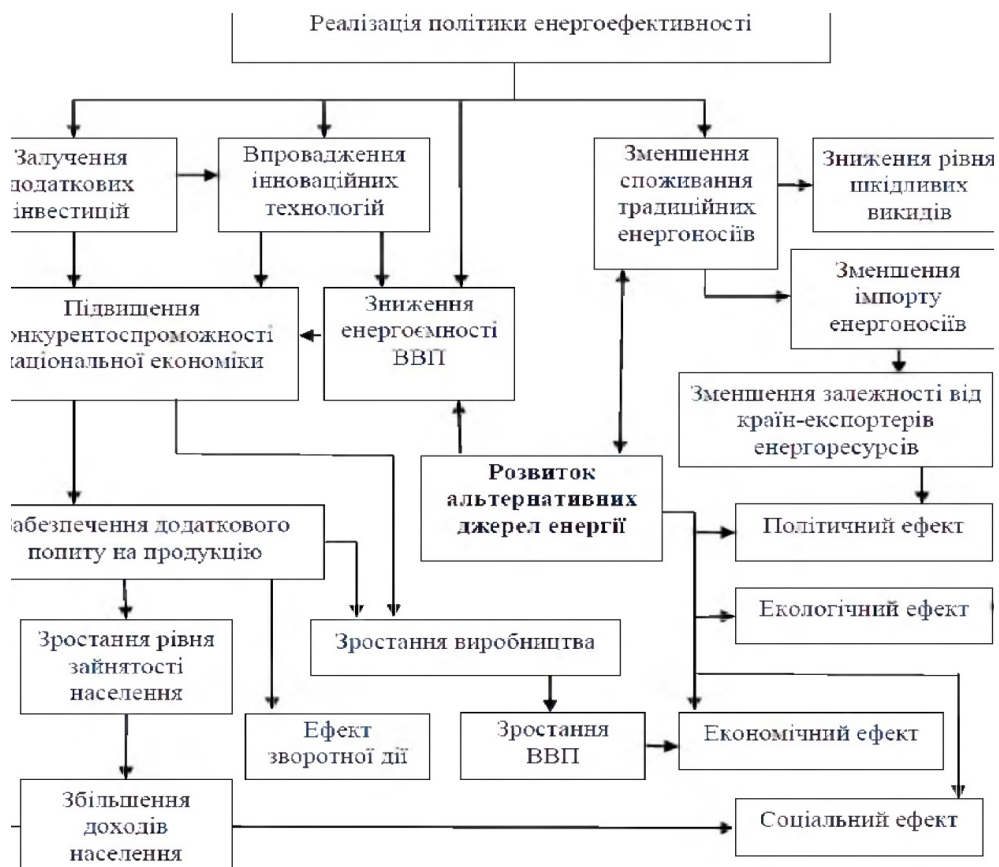 Реалізація політики енергоефективності
Залучення
додаткових
інвестицій
Впровадження
інноваційних
технологій
Зменшення
споживання
традиційних
енергоносіїв
Зниження рівня
шкідливих
викидів
Підвищення
онкурентоспроможності
аціональної економіки
Зниження
енергоємності
ВВП
Зменшення
імпорту
енергоносіїв
Зменшення залежності від
країн-експортерів
енергоресурсів
Розвиток
альтернативних
джерел енергії
Забезпечення додаткового
попиту на продукцію
Політичний ефект
Екологічний ефект
Зростання рівня
зайнятості
населення
Зростання виробництва
Ефект
зворотної дії
Зростання
ВВП
Економічний ефект
Збільшення
доходів
населення
Соціальний ефект